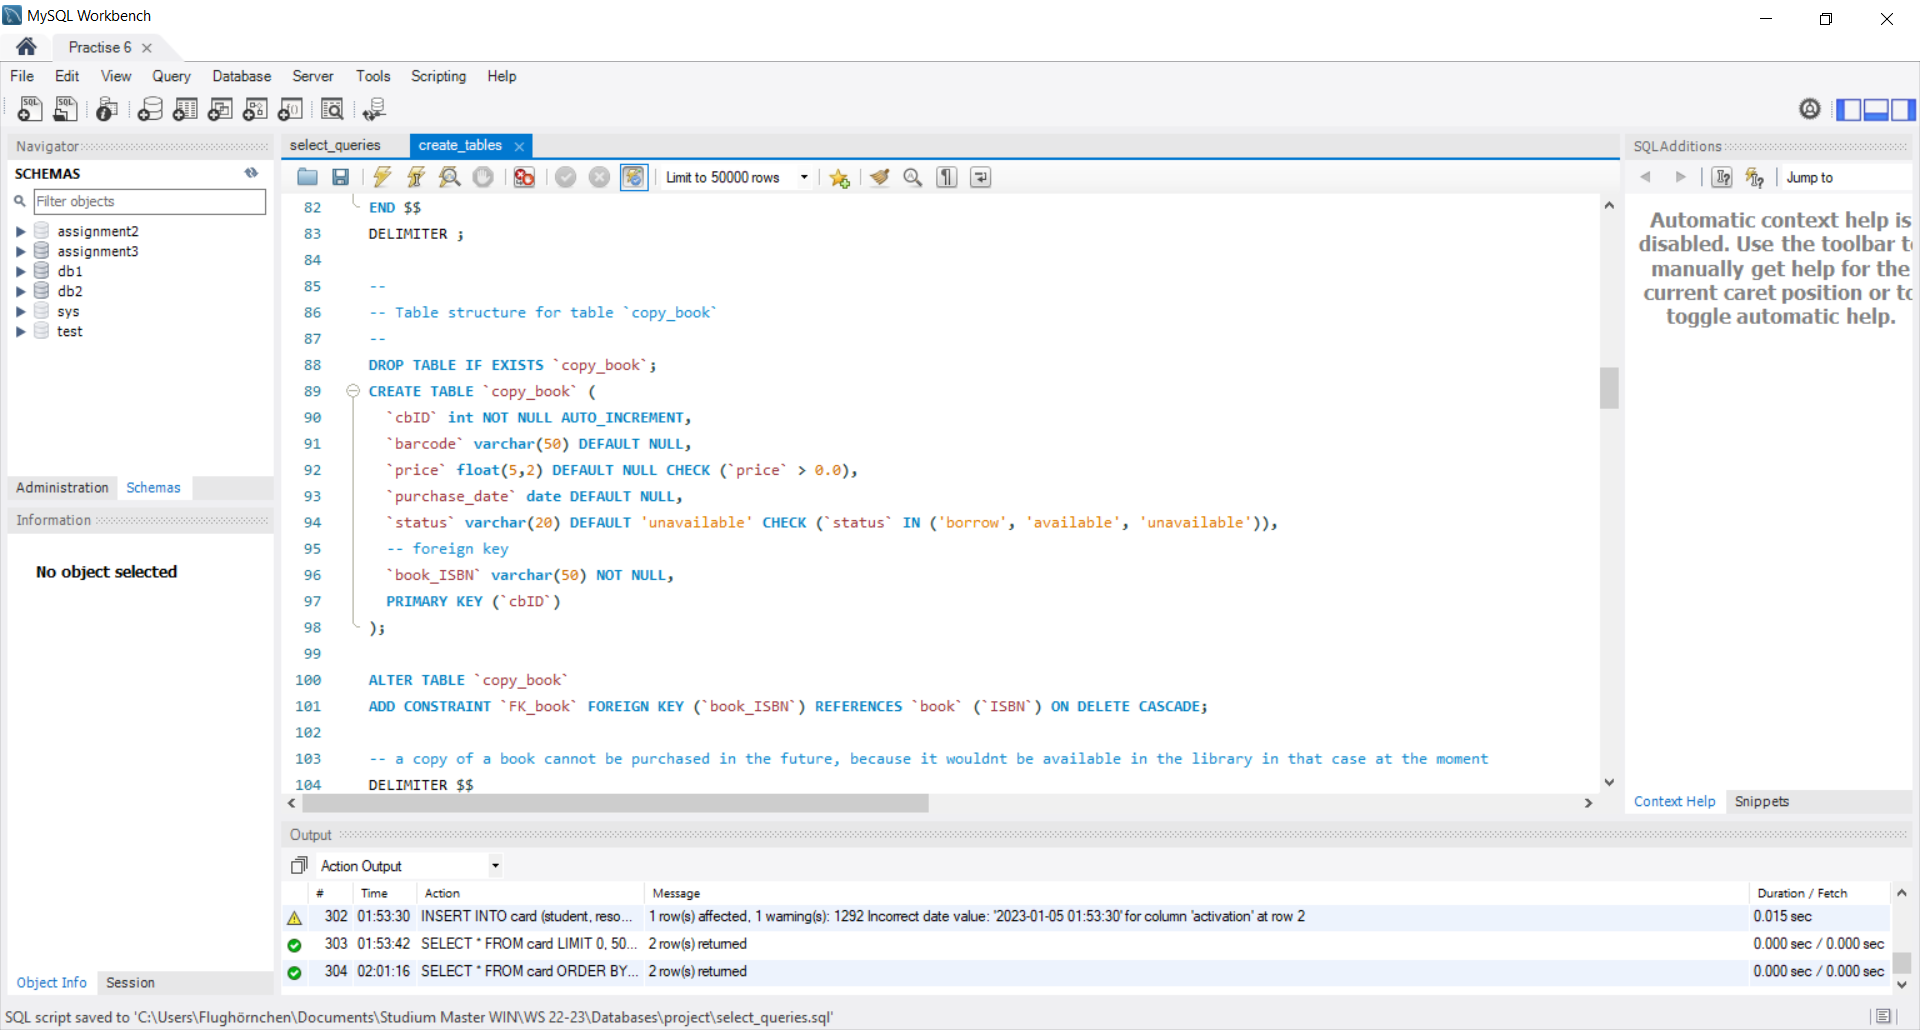 MySQL Workbench
Practise 6
File Edit View Query Database Server Tools Scripting Help
Navigator
SCHEMAS
Filter objects
assignment2
assignment3
db1
db2
sys
test
Administration Schemas
Information
No object selected
Object Info Session
select_queries create_tables
Limit to 50000 rows
82 END $$
83 DELIMITER ;
84
85 --
86 -- Table structure for table `copy_book`
87 --
88 DROP TABLE IF EXISTS `copy_book`;
89 CREATE TABLE `copy_book` (
90 `cbID` int NOT NULL AUTO_INCREMENT,
91 `barcode` varchar(50) DEFAULT NULL,
92 `price` float(5,2) DEFAULT NULL CHECK (`price` > 0.0),
93 `purchase_date` date DEFAULT NULL,
94 `status` varchar(20) DEFAULT 'unavailable' CHECK (`status` IN ('borrow', 'available', 'unavailable')),
95 -- foreign key
96 `book_ISBN` varchar(50) NOT NULL,
97 PRIMARY KEY (`cbID`)
98 );
99
100 ALTER TABLE `copy_book`
101 ADD CONSTRAINT `FK_book` FOREIGN KEY (`book_ISBN`) REFERENCES `book` (`ISBN`) ON DELETE CASCADE;
102
103 -- a copy of a book cannot be purchased in the future, because it wouldnt be available in the library in that case at the moment
104 DELIMITER $$
SQLAdditions
Jump to
Automatic context help is
disabled. Use the toolbar t
manually get help for the
current caret position or to
toggle automatic help.
Context Help Snippets
Output
Action Output
# Time Action Message Duration / Fetch
302 01:53:30 INSERT INTO card (student, reso... 1 row(s) affected, 1 warning(s): 1292 Incorrect date value: '2023-01-05 01:53:30' for column 'activation' at row 2 0.015 sec
303 01:53:42 SELECT * FROM card LIMIT 0, 50... 2 row(s) returned 0.000 sec / 0.000 sec
304 02:01:16 SELECT * FROM card ORDER BY... 2 row(s) returned 0.000 sec / 0.000 sec
SQL script saved to 'C:\Users\Flughörnchen\Documents\Studium Master WIN\WS 22-23\Databases\project\select_queries.sql'